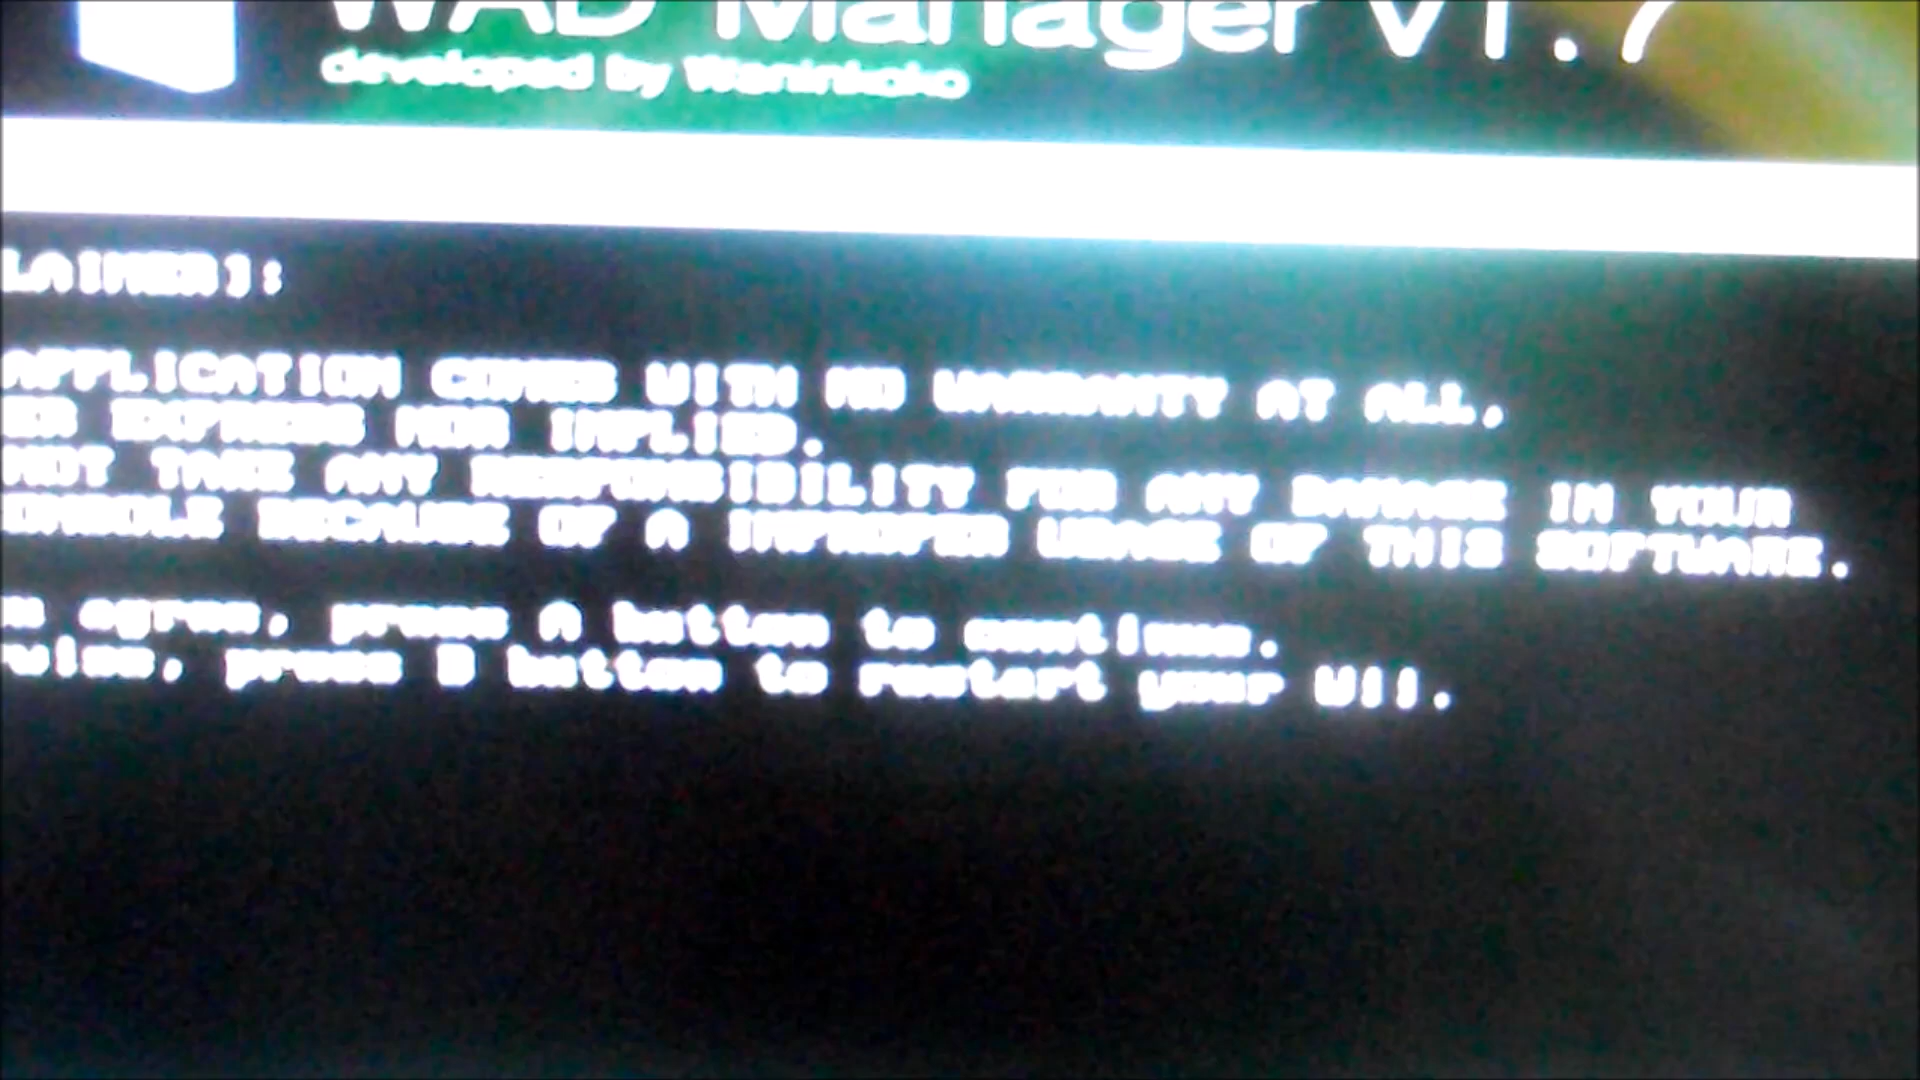 WAD Manager v1.7
developed by Waninkoko
LAIMER]:
APPLICATION COMES WITH NO WARRANTY AT ALL,
ER EXPRESS NOR IMPLIED.
NOT TAKE ANY RESPONSIBILITY FOR ANY DAMAGE IN YOUR
CONSOLE BECAUSE OF A IMPROPER USAGE OF THIS SOFTWARE.
u agree, press A button to continue.
rwise, press B button to restart your Wii.